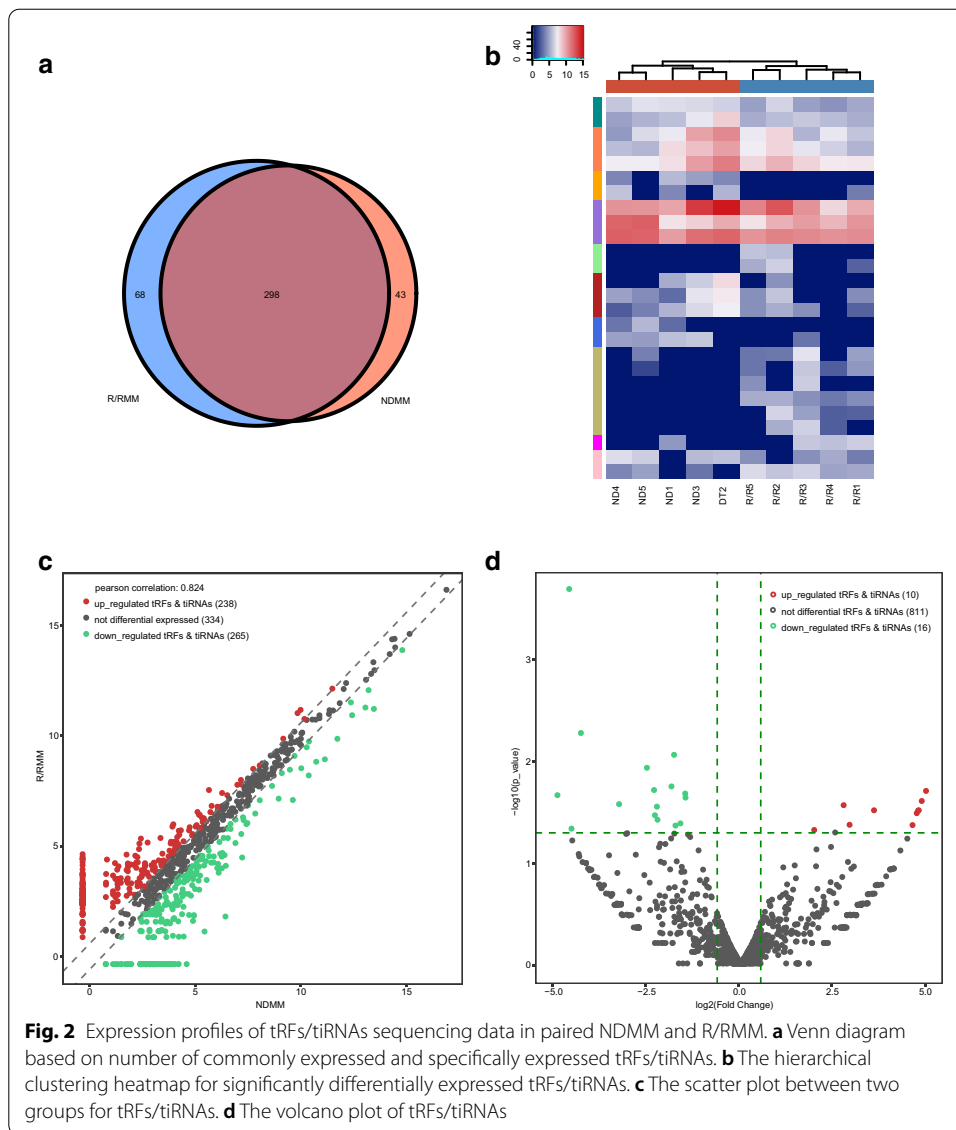 a
68
298
43
R/RMM
NDMM
b
0 40
0 5 10 15
ND4
ND5
ND1
ND3
DT2
R/R5
R/R2
R/R3
R/R4
R/R1
c
pearson correlation: 0.824
up_regulated tRFs & tiRNAs (238)
not differential expressed (334)
down_regulated tRFs & tiRNAs (265)
R/RMM
15
10
5
0
0 5 10 15
NDMM
d
up_regulated tRFs & tiRNAs (10)
not differential tRFs & tiRNAs (811)
down_regulated tRFs & tiRNAs (16)
−log10(p_value)
3
2
1
0
−5.0 −2.5 0.0 2.5 5.0
log2(Fold Change)
Fig. 2 Expression profiles of tRFs/tiRNAs sequencing data in paired NDMM and R/RMM. a Venn diagram
based on number of commonly expressed and specifically expressed tRFs/tiRNAs. b The hierarchical
clustering heatmap for significantly differentially expressed tRFs/tiRNAs. c The scatter plot between two
groups for tRFs/tiRNAs. d The volcano plot of tRFs/tiRNAs